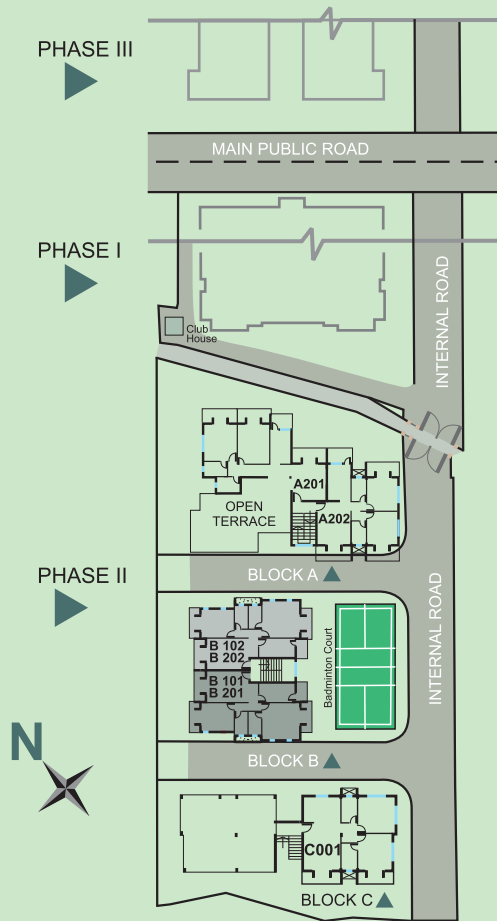 PHASE III
MAIN PUBLIC ROAD
PHASE I
INTERNAL ROAD
Club
House
A201
A202
OPEN
TERRACE
BLOCK A
PHASE II
INTERNAL ROAD
B 102
B 202
B 101
B 201
Badminton Court
N
BLOCK B
C001
BLOCK C